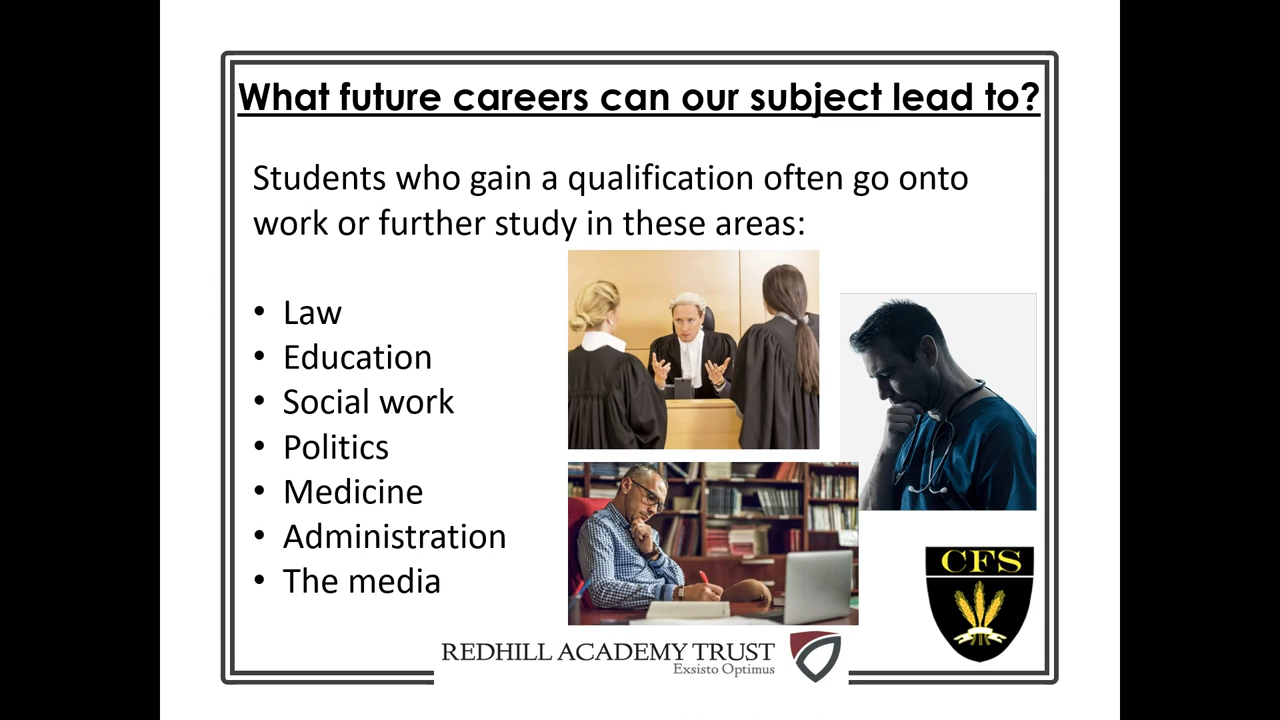 What future careers can our subject lead to?
Students who gain a qualification often go onto
work or further study in these areas:
• Law
• Education
• Social work
• Politics
• Medicine
• Administration
• The media
CFS
REDHILL ACADEMY TRUST
Exsisto Optimus